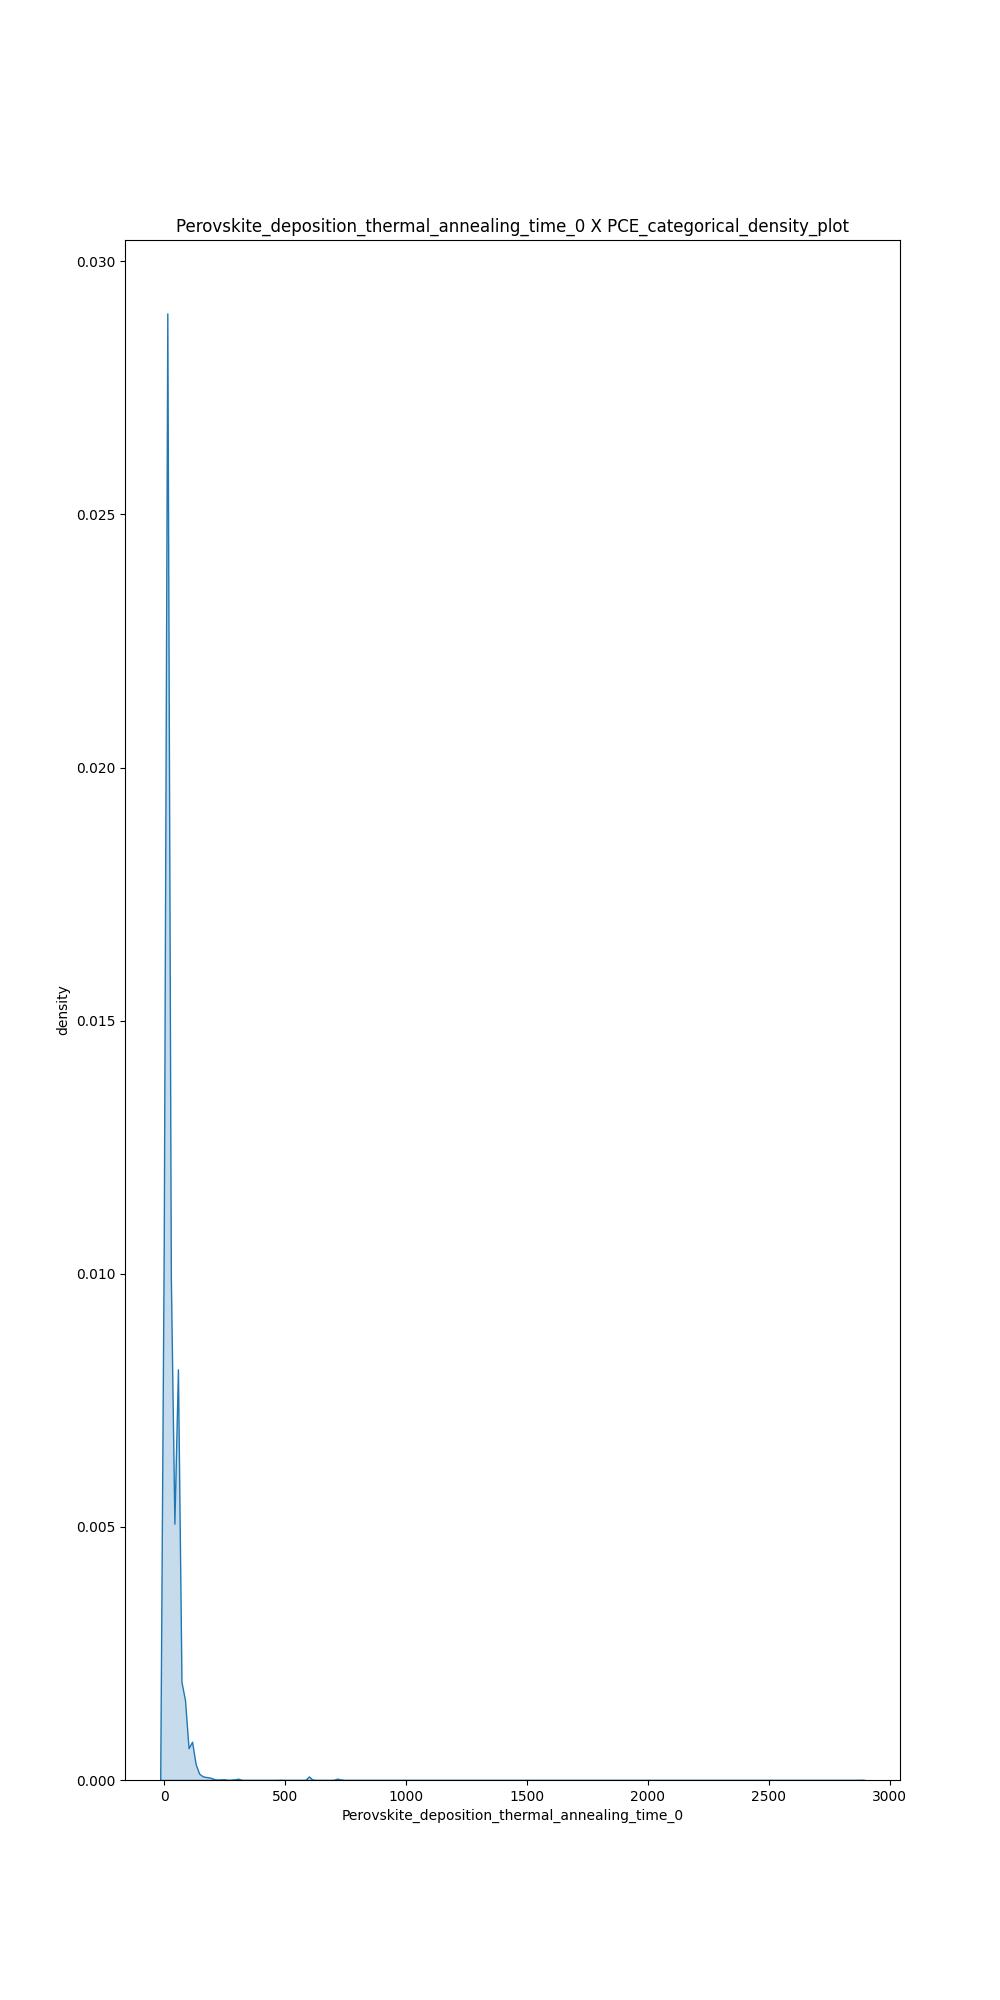 Perovskite_deposition_thermal_annealing_time_0 X PCE_categorical_density_plot
0.030
0.025
0.020
0.015
0.010
0.005
0.000
density
0 500 1000 1500 2000 2500 3000
Perovskite_deposition_thermal_annealing_time_0